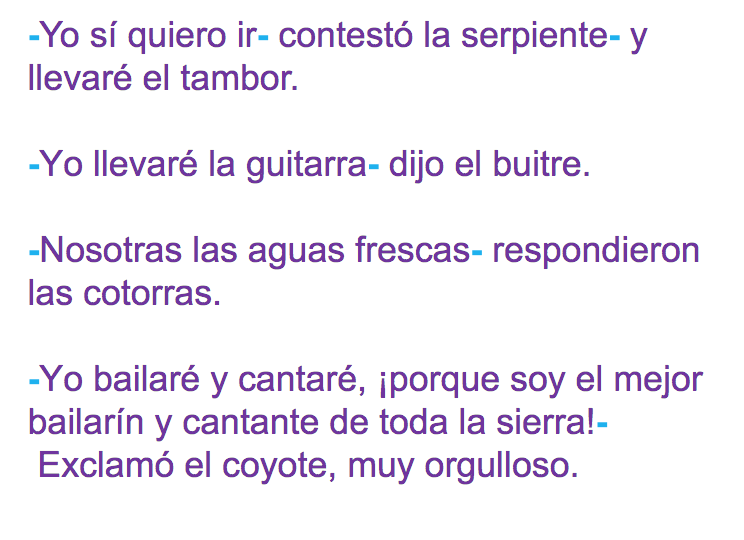 -Yo sí quiero ir- contestó la serpiente- y
llevaré el tambor.
-Yo llevaré la guitarra- dijo el buitre.
-Nosotras las aguas frescas- respondieron
las cotorras.
-Yo bailaré y cantaré, ¡porque soy el mejor
bailarín y cantante de toda la sierra!-
Exclamó el coyote, muy orgulloso.